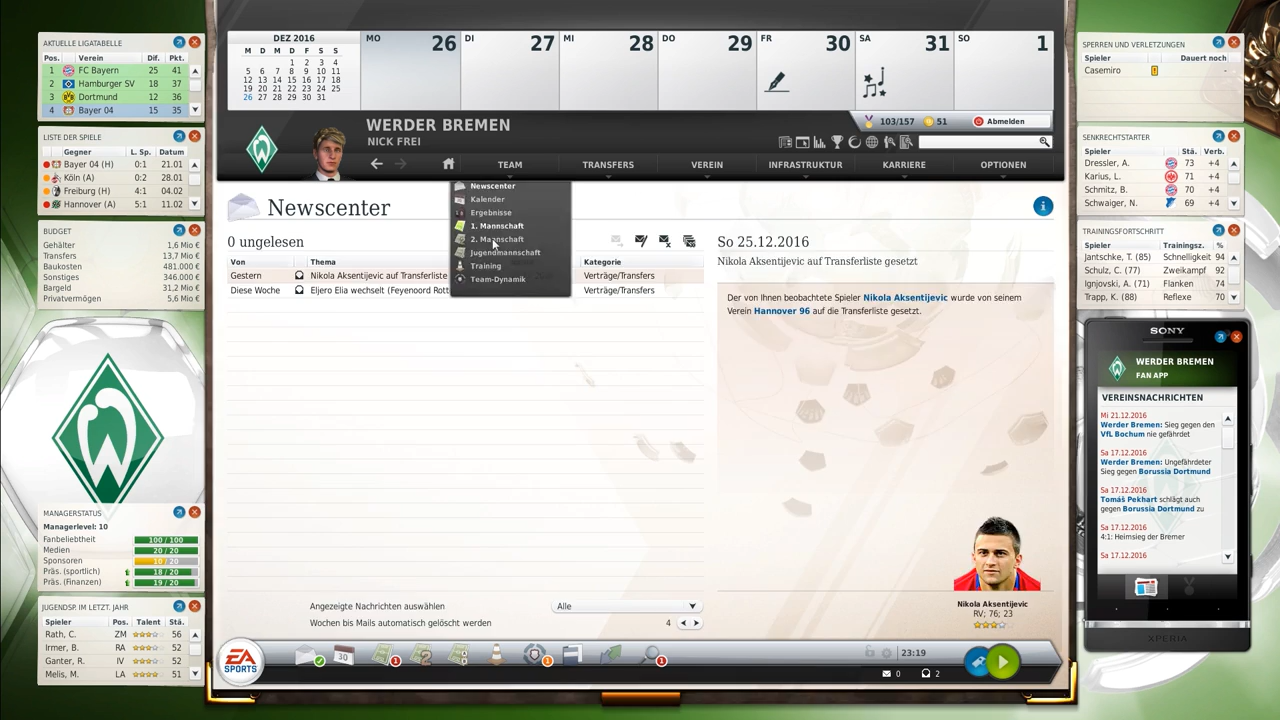 AKTUELLE LIGATABELLE
Pos. Verein Dif. Pkt.
1 FC Bayern 25 41
2 Hamburger SV 18 37
3 Dortmund 12 36
4 Bayer 04 15 35
LISTE DER SPIELE
Gegner L. Sp. Datum
Bayer 04 (H) 0:1 21.01
Köln (A) 0:2 28.01
Freiburg (H) 4:1 04.02
Hannover (A) 5:1 11.02
BUDGET
Gehälter 1,6 Mio €
Transfers 13,7 Mio €
Baukosten 481.000 €
Sonstiges 346.000 €
Bargeld 31,2 Mio €
Privatvermögen 5,6 Mio €
MANAGERSTATUS
Managerlevel: 10
Fanbeliebtheit 100 / 100
Medien 20 / 20
Sponsoren 10 / 20
Präs. (sportlich) 18 / 20
Präs. (Finanzen) 19 / 20
JUGENDSP. IM LETZT. JAHR
Spieler Pos. Talent Stä.
Rath, C. ZM 56
Irmer, B. RA 52
Ganter, R. IV 52
Melis, M. LA 51
DEZ 2016
M D M D F S S
1 2 3 4
5 6 7 8 9 10 11
12 13 14 15 16 17 18
19 20 21 22 23 24 25
26 27 28 29 30 31
MO 26
DI 27
MI 28
DO 29
FR 30
SA 31
SO 1
WERDER BREMEN
NICK FREI
103/157 51 Abmelden
TEAM TRANSFERS VEREIN INFRASTRUKTUR KARRIERE OPTIONEN
Newscenter
Kalender
Ergebnisse
1. Mannschaft
2. Mannschaft
Jugendmannschaft
Training
Team-Dynamik
Newscenter
0 ungelesen
Von Thema Kategorie
Gestern Nikola Aksentijevic auf Transferliste Verträge/Transfers
Diese Woche Eljero Elia wechselt (Feyenoord Rott Verträge/Transfers
Angezeigte Nachrichten auswählen Alle
Wochen bis Mails automatisch gelöscht werden 4
So 25.12.2016
Nikola Aksentijevic auf Transferliste gesetzt
Der von Ihnen beobachtete Spieler Nikola Aksentijevic wurde von seinem
Verein Hannover 96 auf die Transferliste gesetzt.
Nikola Aksentijevic
RV; 76; 23
EA
SPORTS
30
1
2
1
1
23:19
0 2
SPERREN UND VERLETZUNGEN
Spieler Dauert noch
Casemiro -
SENKRECHTSTARTER
Spieler Stä. Verb.
Dressler, A. 73 +4
Karius, L. 71 +4
Schmitz, B. 70 +4
Schwaiger, N. 69 +4
TRAININGSFORTSCHRITT
Spieler Trainingsz. %
Jantschke, T. (85) Schnelligkeit 94
Schulz, C. (77) Zweikampf 92
Ignjovski, A. (71) Flanken 74
Trapp, K. (88) Reflexe 70
SONY
WERDER BREMEN
FAN APP
VEREINSNACHRICHTEN
Mi 21.12.2016
Werder Bremen: Sieg gegen den
VfL Bochum nie gefährdet
Sa 17.12.2016
Werder Bremen: Ungefährdeter
Sieg gegen Borussia Dortmund
Sa 17.12.2016
Tomáš Pekhart schlägt auch
gegen Borussia Dortmund zu
Sa 17.12.2016
4:1: Heimsieg der Bremer
Sa 17.12.2016
XPERIA